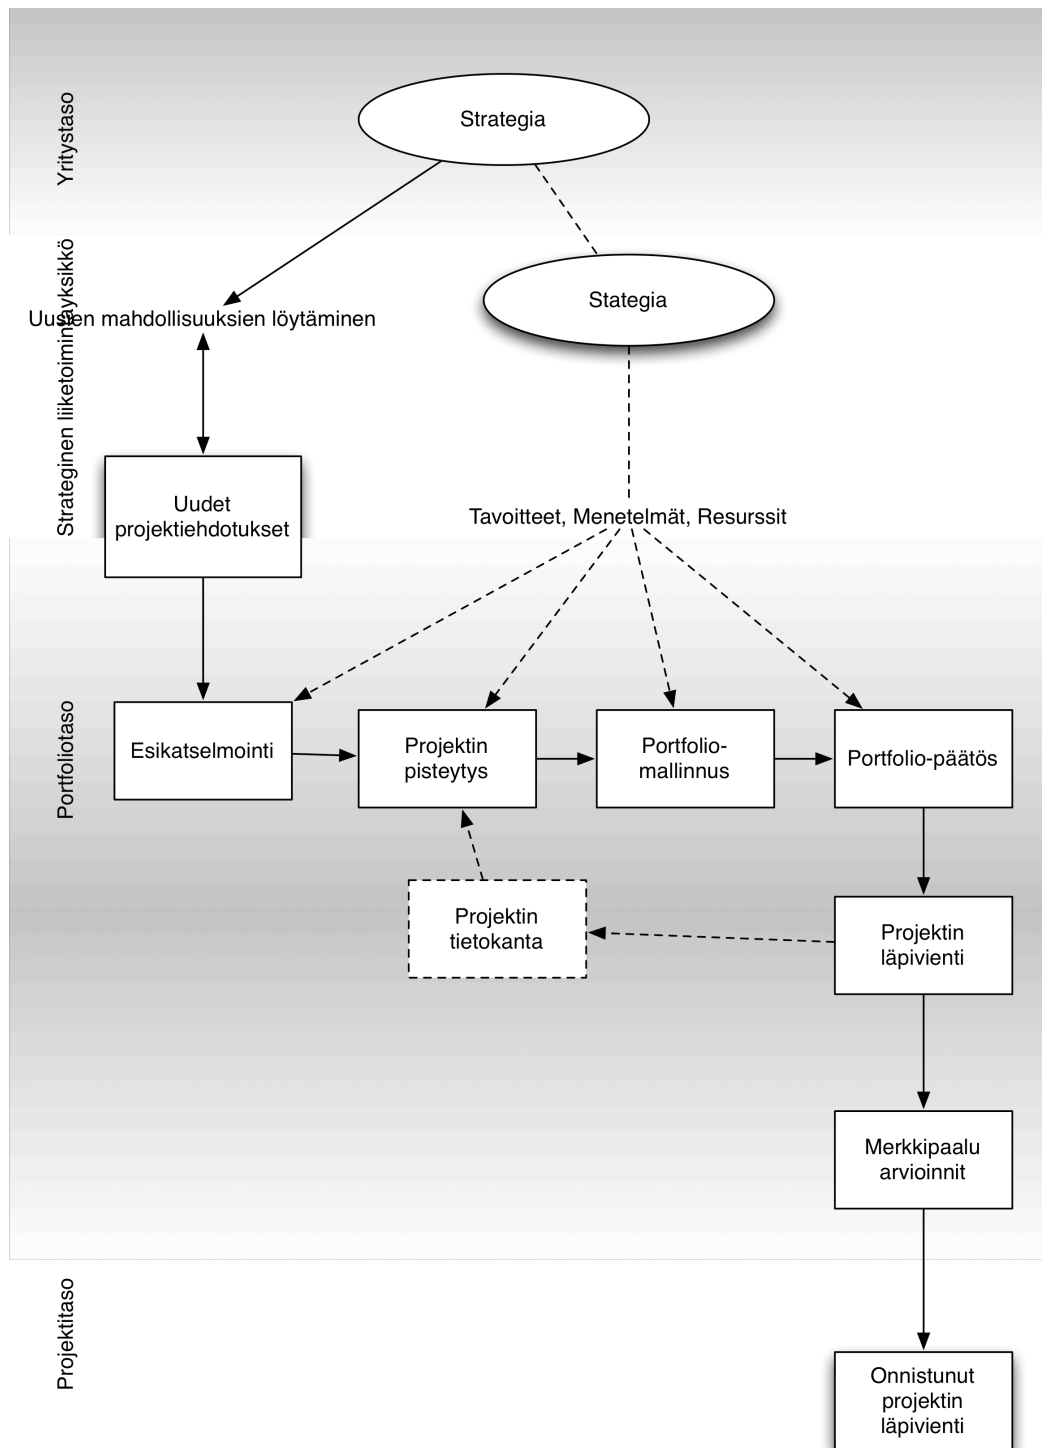 Yritystaso
Strategia
Strateginen liiketoimintayksikkö
Stategia
Uusien mahdollisuuksien löytäminen
Uudet
projektiehdotukset
Tavoitteet, Menetelmät, Resurssit
Portfoliotaso
Esikatselmointi
Projektin
pisteytys
Portfolio-
mallinnus
Portfolio-päätös
Projektin
tietokanta
Projektin
läpivienti
Merkkipaalu
arvioinnit
Projektitaso
Onnistunut
projektin
läpivienti